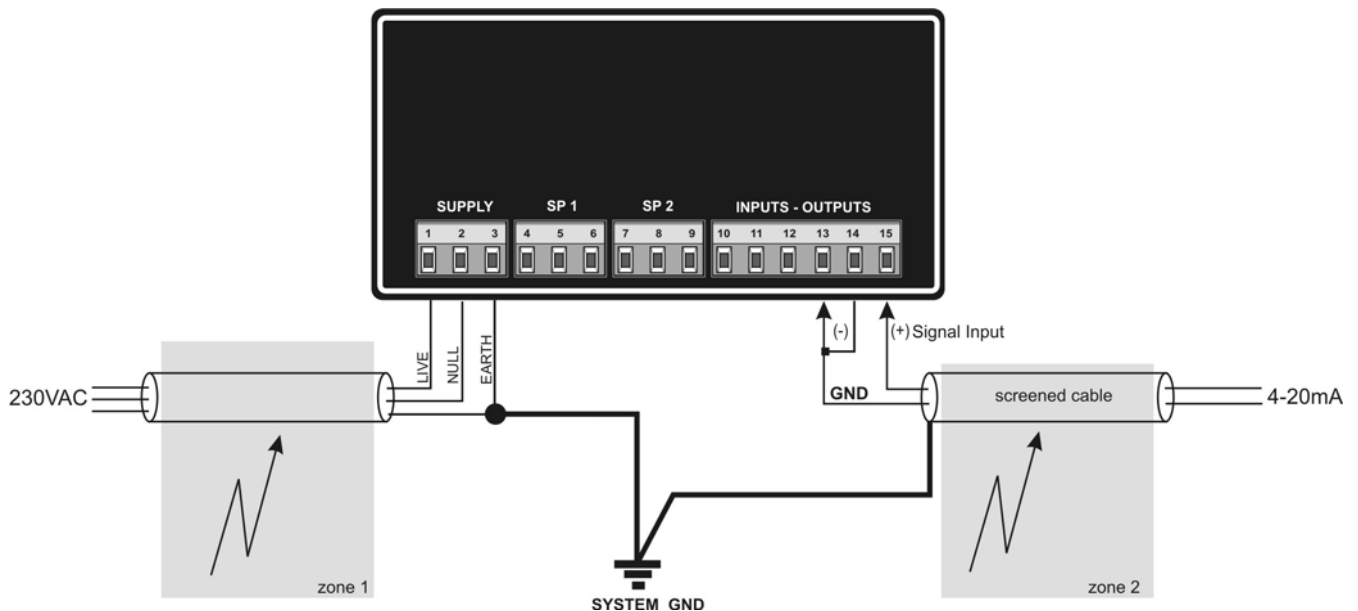 SUPPLY SP 1 SP 2 INPUTS - OUTPUTS
1 2 3 4 5 6 7 8 9 10 11 12 13 14 15
LIVE
NULL
EARTH
(-)
(+) Signal Input
230VAC
GND
screened cable
4-20mA
zone 1
zone 2
SYSTEM GND